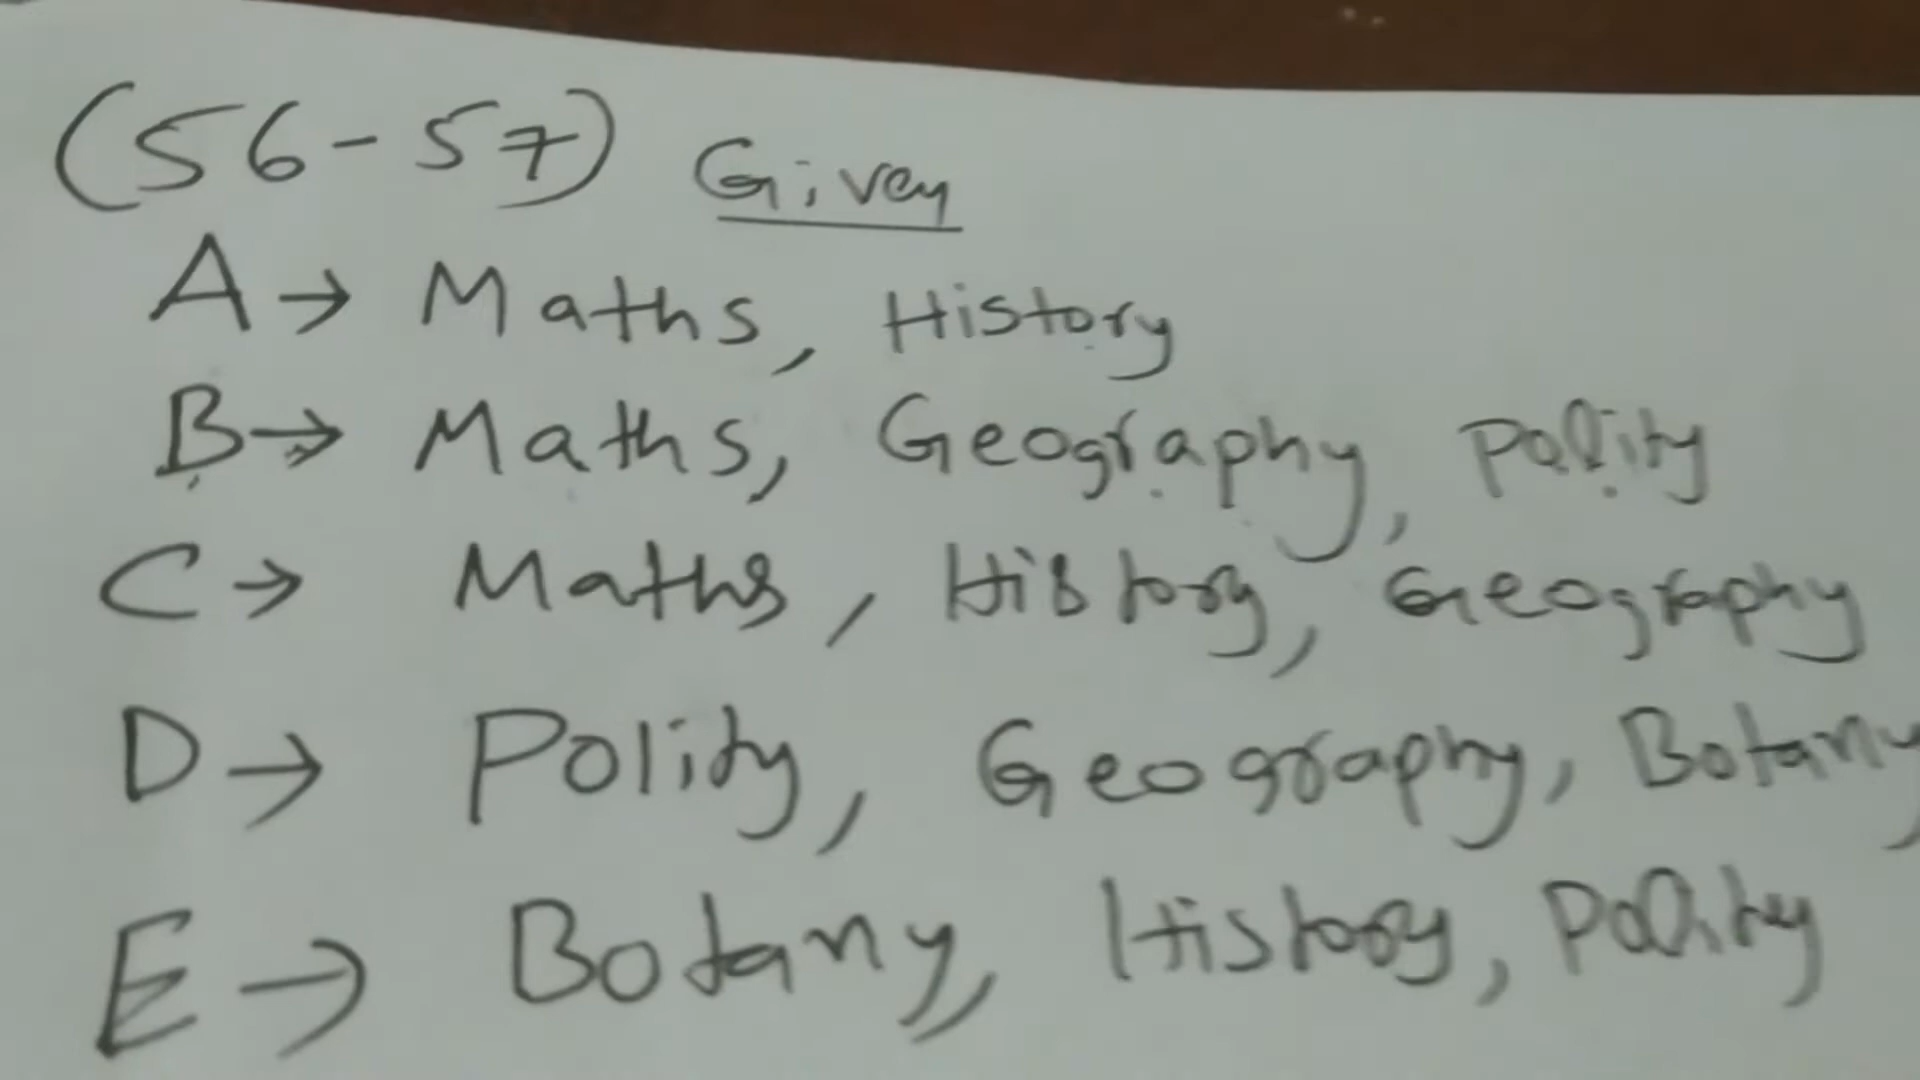 (56-57) Given
A → Maths, History
B → Maths, Geography, Polity
C → Maths, History, Geography
D → Polity, Geography, Botany
E → Botany, History, Polity